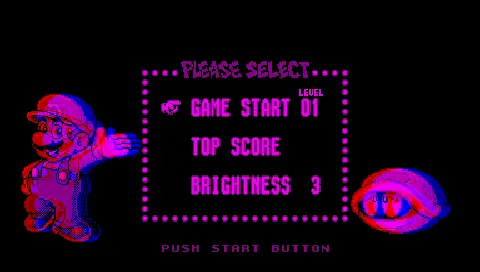 PLEASE SELECT
LEVEL
GAME START 01
TOP SCORE
BRIGHTNESS 3
PUSH START BUTTON